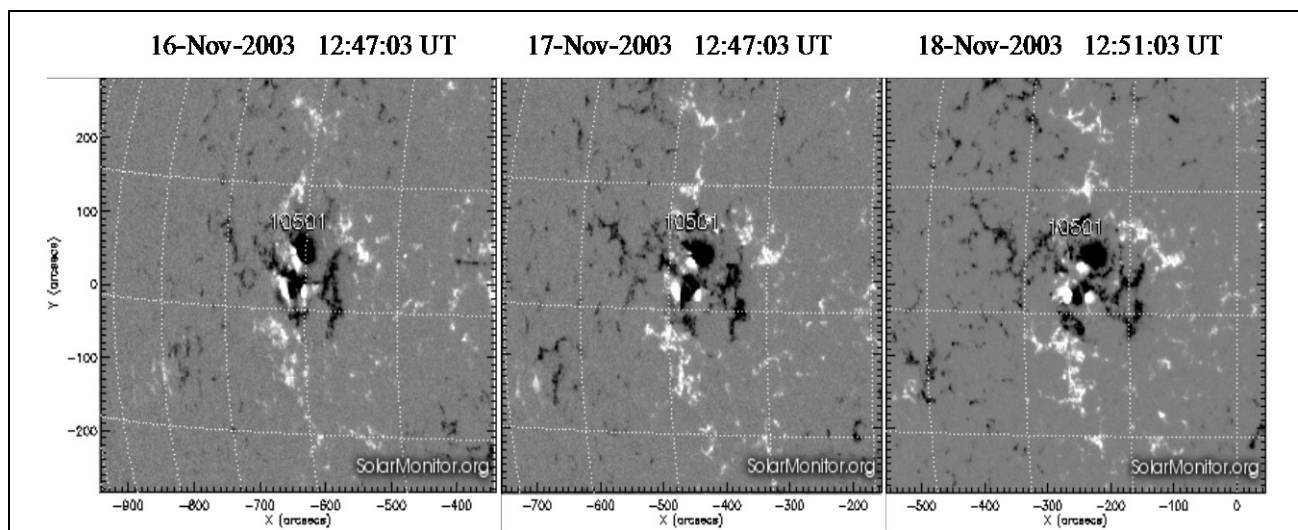 16-Nov-2003 12:47:03 UT
17-Nov-2003 12:47:03 UT
18-Nov-2003 12:51:03 UT
200
100
0
-100
-200
Y (arcsecs)
10501
10501
10501
SolarMonitor.org
SolarMonitor.org
SolarMonitor.org
-900 -800 -700 -600 -500 -400
-700 -600 -500 -400 -300 -200
-500 -400 -300 -200 -100 0
X (arcsecs)
X (arcsecs)
X (arcsecs)